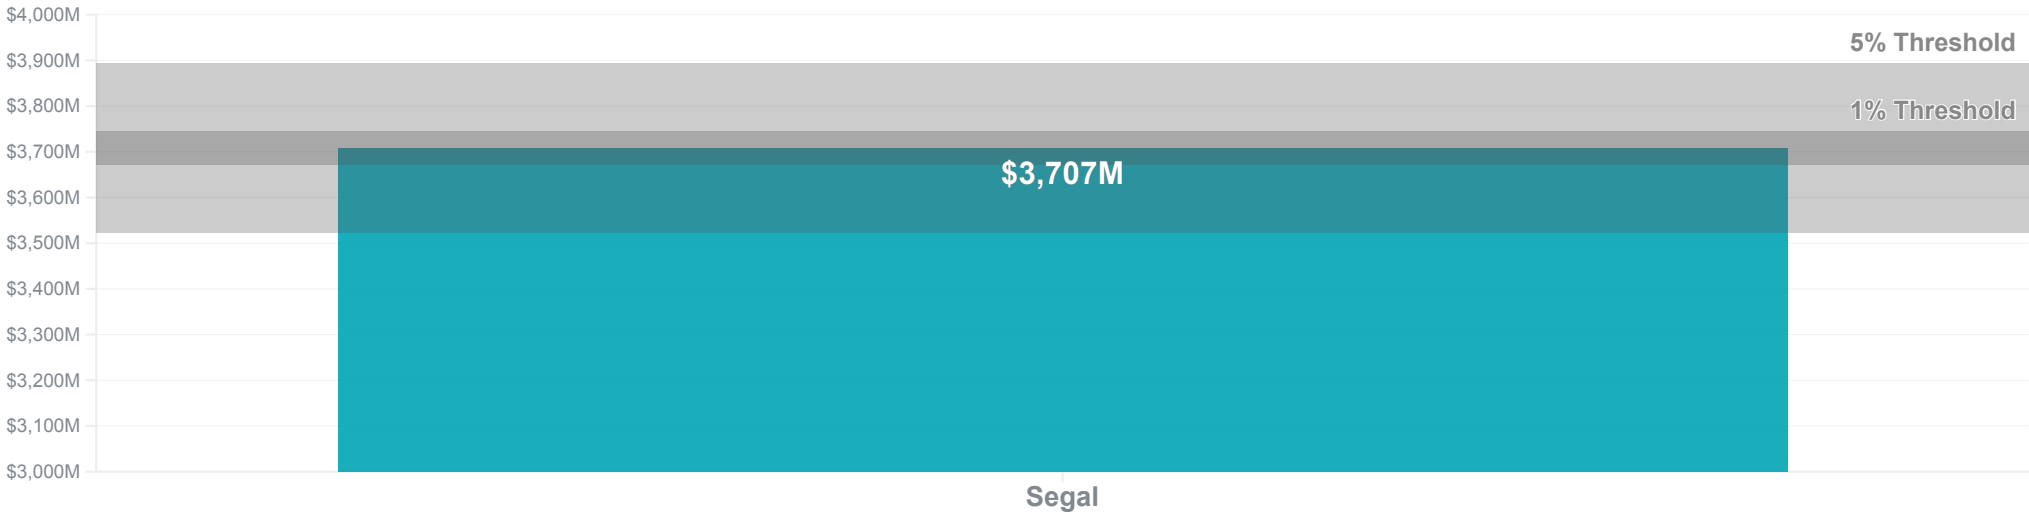 $4,000M
5% Threshold
$3,900M
$3,800M
1% Threshold
$3,700M
$3,707M
$3,600M
$3,500M
$3,400M
$3,300M
$3,200M
$3,100M
$3,000M
Segal